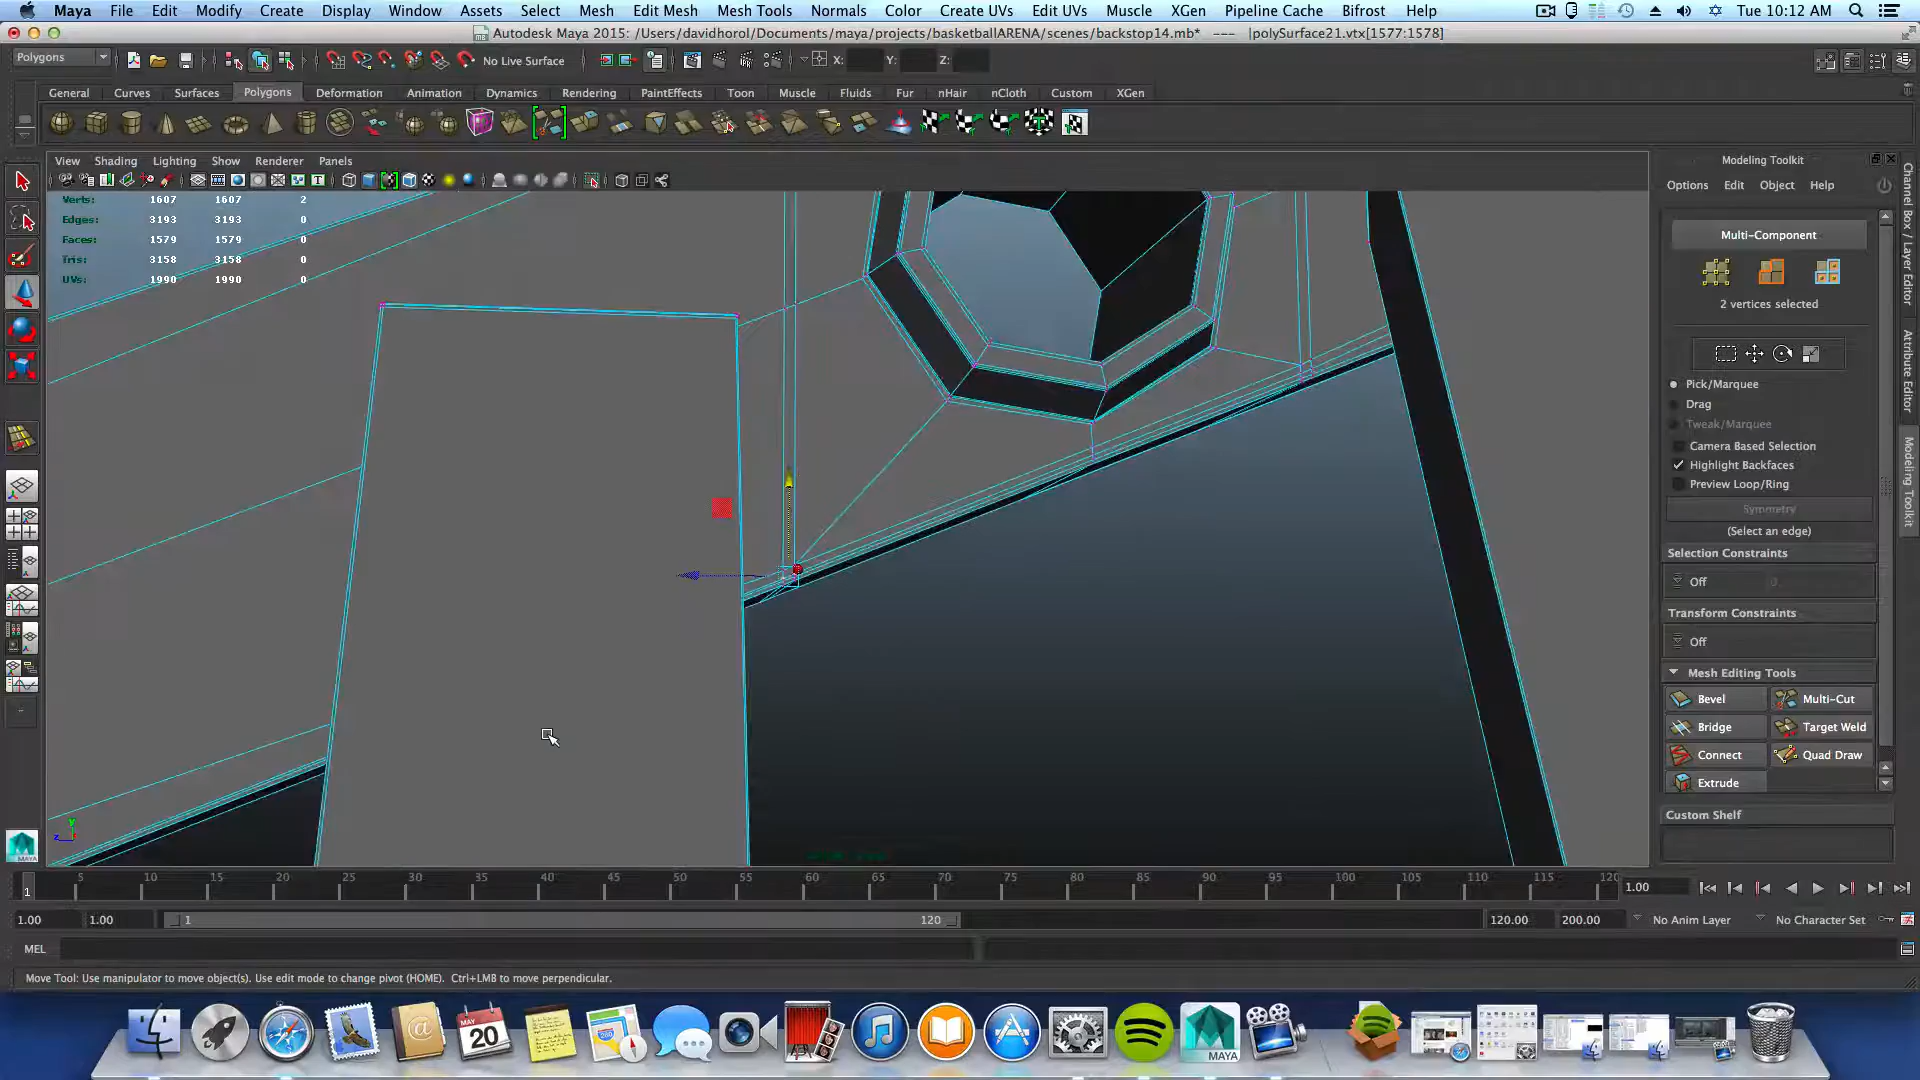 Maya File Edit Modify Create Display Window Assets Select Mesh Edit Mesh Mesh Tools Normals Color Create UVs Edit UVs Muscle XGen Pipeline Cache Bifrost Help Tue 10:12 AM
Autodesk Maya 2015: /Users/davidhorol/Documents/maya/projects/basketballARENA/scenes/backstop14.mb* --- |polySurface21.vtx[1577:1578]
Polygons No Live Surface X: Y: Z:
General Curves Surfaces Polygons Deformation Animation Dynamics Rendering PaintEffects Toon Muscle Fluids Fur nHair nCloth Custom XGen
View Shading Lighting Show Renderer Panels
Verts: 1607 1607 2
Edges: 3193 3193 0
Faces: 1579 1579 0
Tris: 3158 3158 0
UVs: 1990 1990 0
y
z
Modeling Toolkit
Options Edit Object Help
Multi-Component
2 vertices selected
Pick/Marquee
Drag
Tweak/Marquee
Camera Based Selection
Highlight Backfaces
Preview Loop/Ring
Symmetry
(Select an edge)
Selection Constraints
Off
Transform Constraints
Off
Mesh Editing Tools
Bevel Multi-Cut
Bridge Target Weld
Connect Quad Draw
Extrude
Custom Shelf
Channel Box / Layer Editor
Attribute Editor
Modeling Toolkit
MAYA
1 5 10 15 20 25 30 35 40 45 50 55 60 65 70 75 80 85 90 95 100 105 110 115 120 1.00
1.00 1.00 1 120 120.00 200.00 No Anim Layer No Character Set
MEL
Move Tool: Use manipulator to move object(s). Use edit mode to change pivot (HOME). Ctrl+LMB to move perpendicular.
MAY
20
MAYA